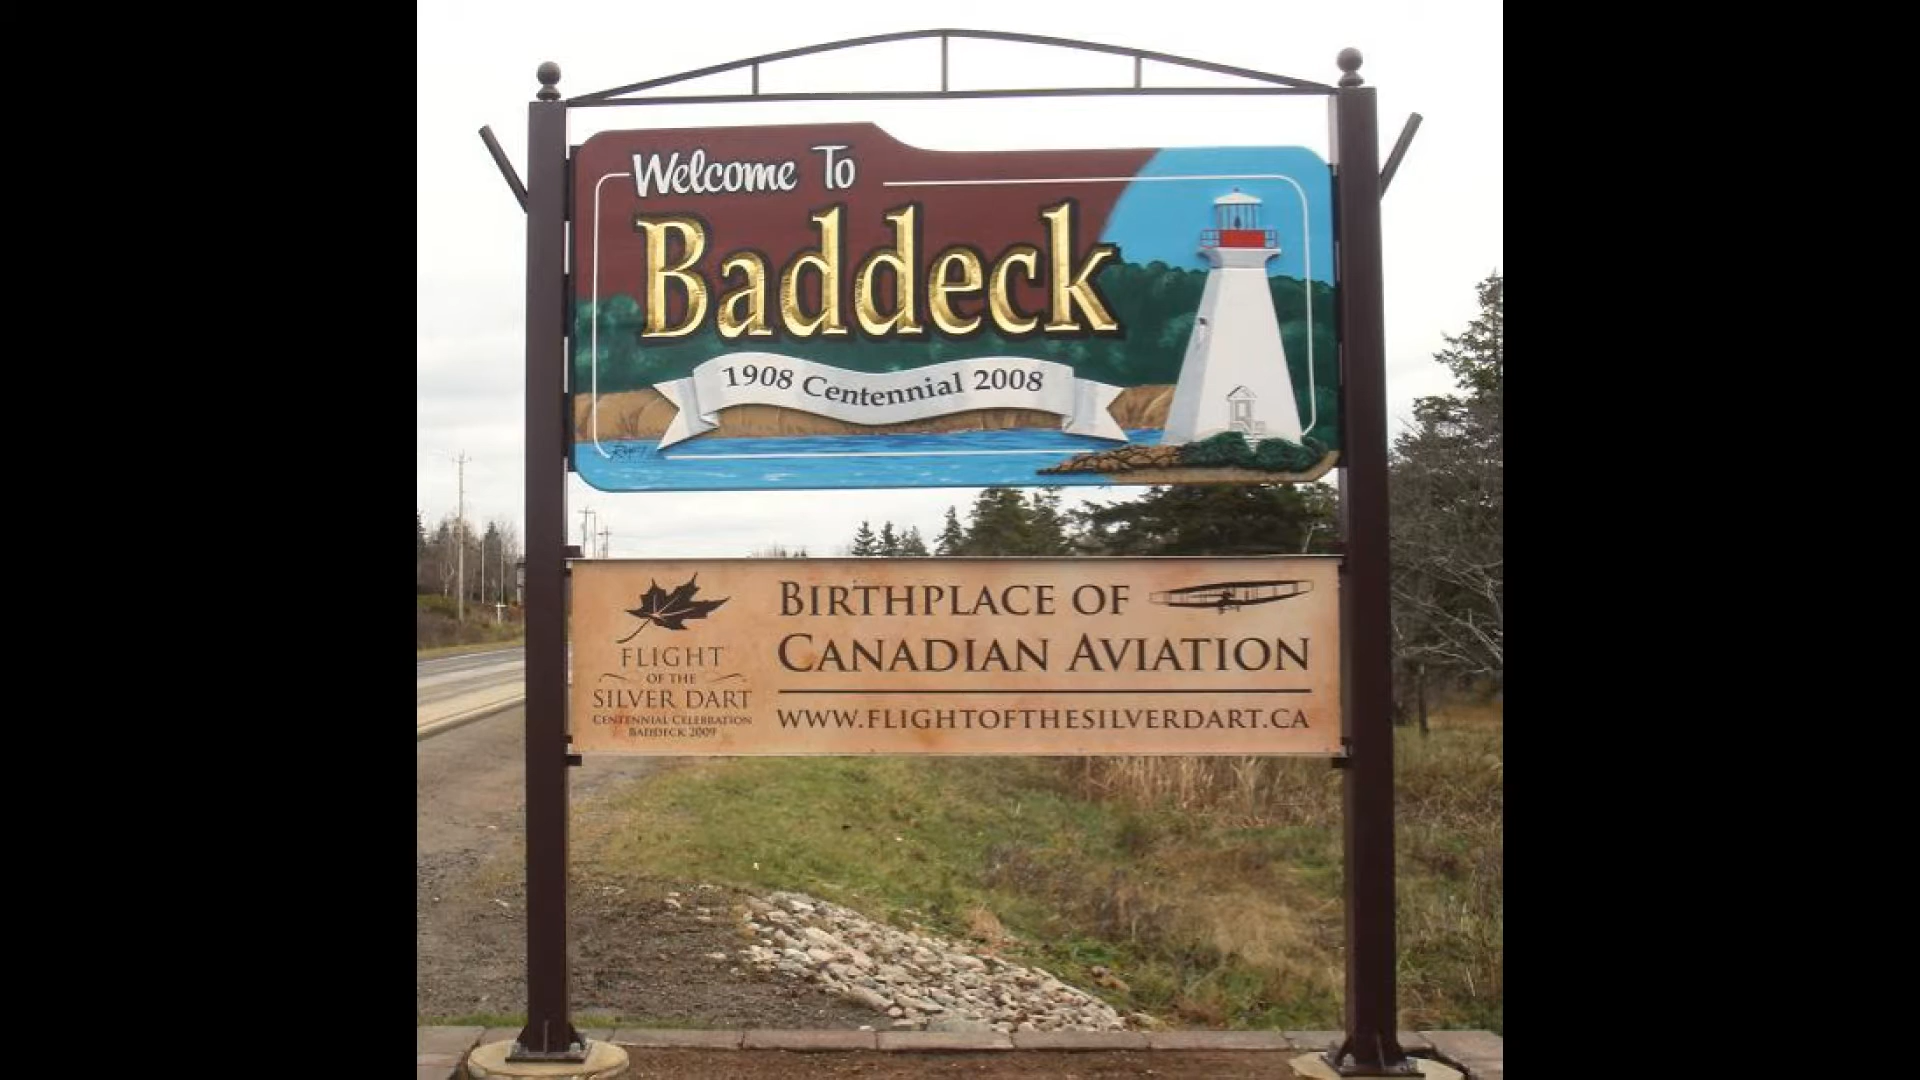 Welcome To
Baddeck
1908 Centennial 2008
BIRTHPLACE OF
CANADIAN AVIATION
WWW.FLIGHTOFTHESILVERDART.CA
FLIGHT
OF THE
SILVER DART
CENTENNIAL CELEBRATION
BADDECK 2009